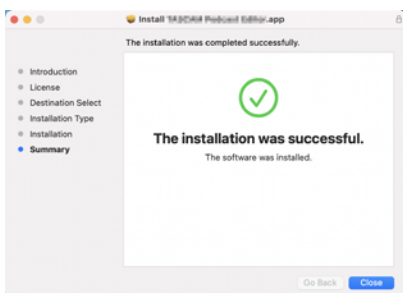 Install .app
The installation was completed successfully.
Introduction
License
Destination Select
Installation Type
Installation
Summary
The installation was successful.
The software was installed.
Go Back
Close